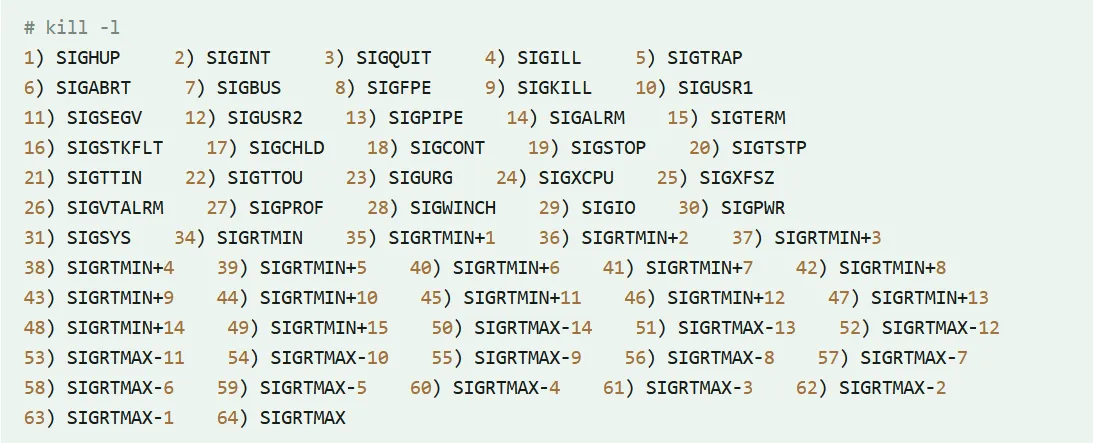 # kill -l
1) SIGHUP 2) SIGINT 3) SIGQUIT 4) SIGILL 5) SIGTRAP
6) SIGABRT 7) SIGBUS 8) SIGFPE 9) SIGKILL 10) SIGUSR1
11) SIGSEGV 12) SIGUSR2 13) SIGPIPE 14) SIGALRM 15) SIGTERM
16) SIGSTKFLT 17) SIGCHLD 18) SIGCONT 19) SIGSTOP 20) SIGTSTP
21) SIGTTIN 22) SIGTTOU 23) SIGURG 24) SIGXCPU 25) SIGXFSZ
26) SIGVTALRM 27) SIGPROF 28) SIGWINCH 29) SIGIO 30) SIGPWR
31) SIGSYS 34) SIGRTMIN 35) SIGRTMIN+1 36) SIGRTMIN+2 37) SIGRTMIN+3
38) SIGRTMIN+4 39) SIGRTMIN+5 40) SIGRTMIN+6 41) SIGRTMIN+7 42) SIGRTMIN+8
43) SIGRTMIN+9 44) SIGRTMIN+10 45) SIGRTMIN+11 46) SIGRTMIN+12 47) SIGRTMIN+13
48) SIGRTMIN+14 49) SIGRTMIN+15 50) SIGRTMAX-14 51) SIGRTMAX-13 52) SIGRTMAX-12
53) SIGRTMAX-11 54) SIGRTMAX-10 55) SIGRTMAX-9 56) SIGRTMAX-8 57) SIGRTMAX-7
58) SIGRTMAX-6 59) SIGRTMAX-5 60) SIGRTMAX-4 61) SIGRTMAX-3 62) SIGRTMAX-2
63) SIGRTMAX-1 64) SIGRTMAX